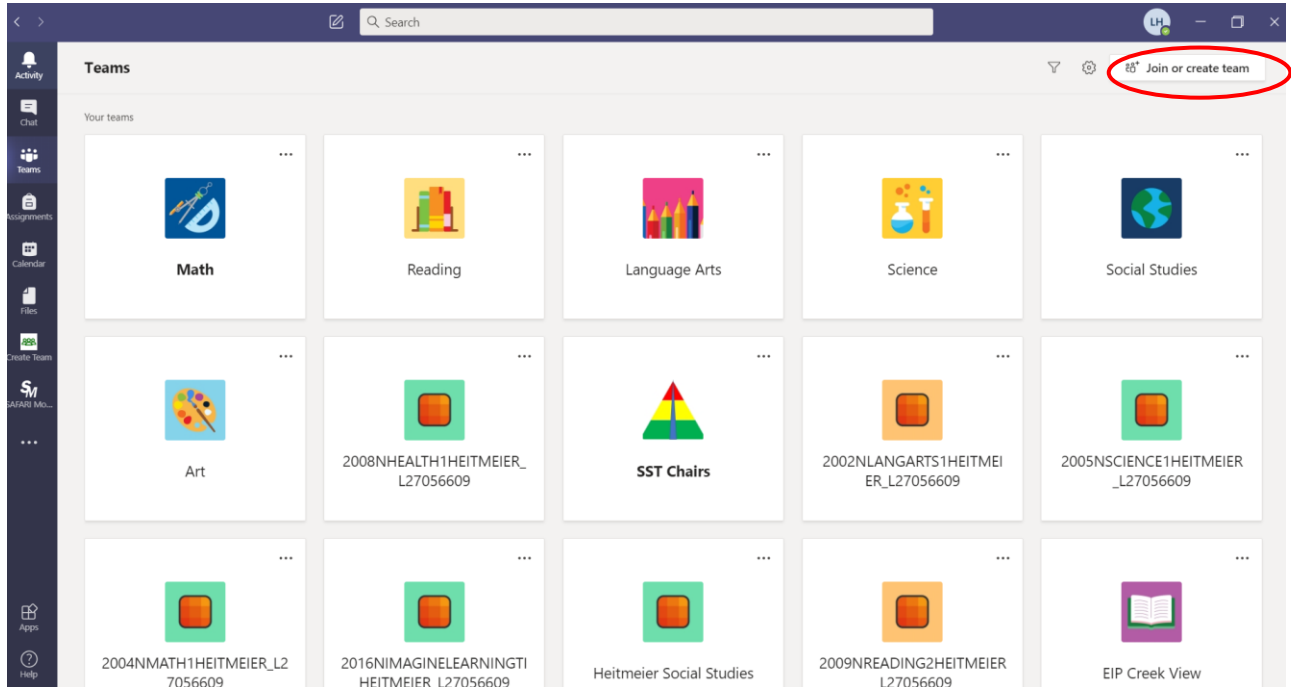 Search
LH
Activity
Chat
Teams
Assignments
Calendar
Files
Create Team
SM
SAFARI Mo...
Apps
Help
Teams
Join or create team
Your teams
Math
Reading
Language Arts
Science
Social Studies
Art
2008NHEALTH1HEITMEIER_
L27056609
SST Chairs
2002NLANGARTS1HEITMEI
ER_L27056609
2005NSCIENCE1HEITMEIER
_L27056609
2004NMATH1HEITMEIER_L2
7056609
2016NIMAGINELEARNINGTI
HEITMEIER_L27056609
Heitmeier Social Studies
2009NREADING2HEITMEIER
L27056609
EIP Creek View